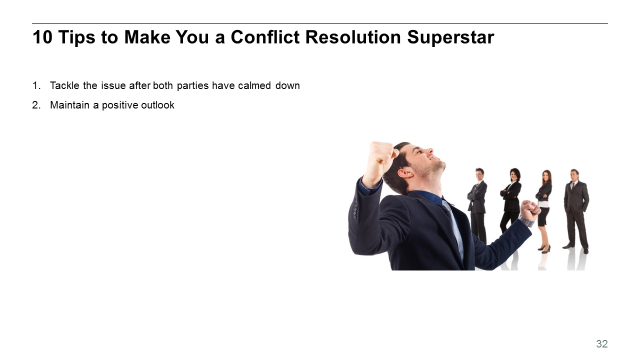 10 Tips to Make You a Conflict Resolution Superstar
1. Tackle the issue after both parties have calmed down
2. Maintain a positive outlook
32